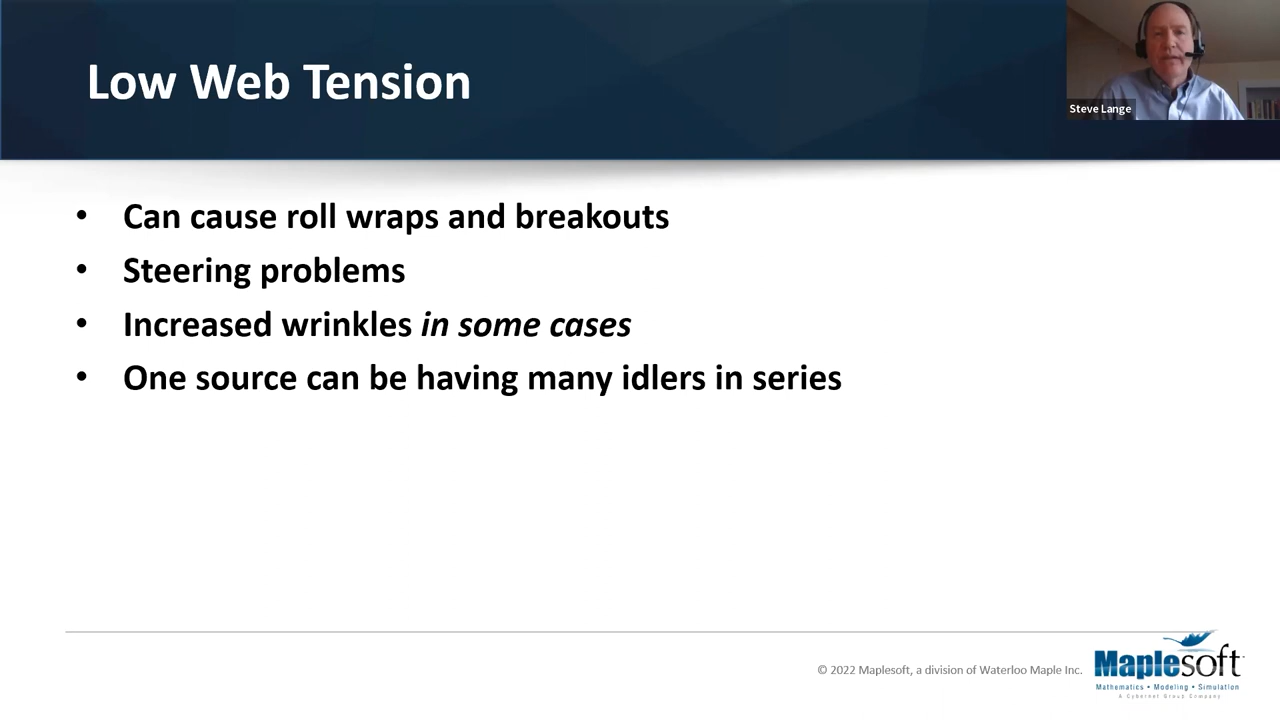 Low Web Tension
Steve Lange
• Can cause roll wraps and breakouts
• Steering problems
• Increased wrinkles in some cases
• One source can be having many idlers in series
© 2022 Maplesoft, a division of Waterloo Maple Inc.
Maplesoft
Mathematics • Modeling • Simulation
A Cybernet Group Company